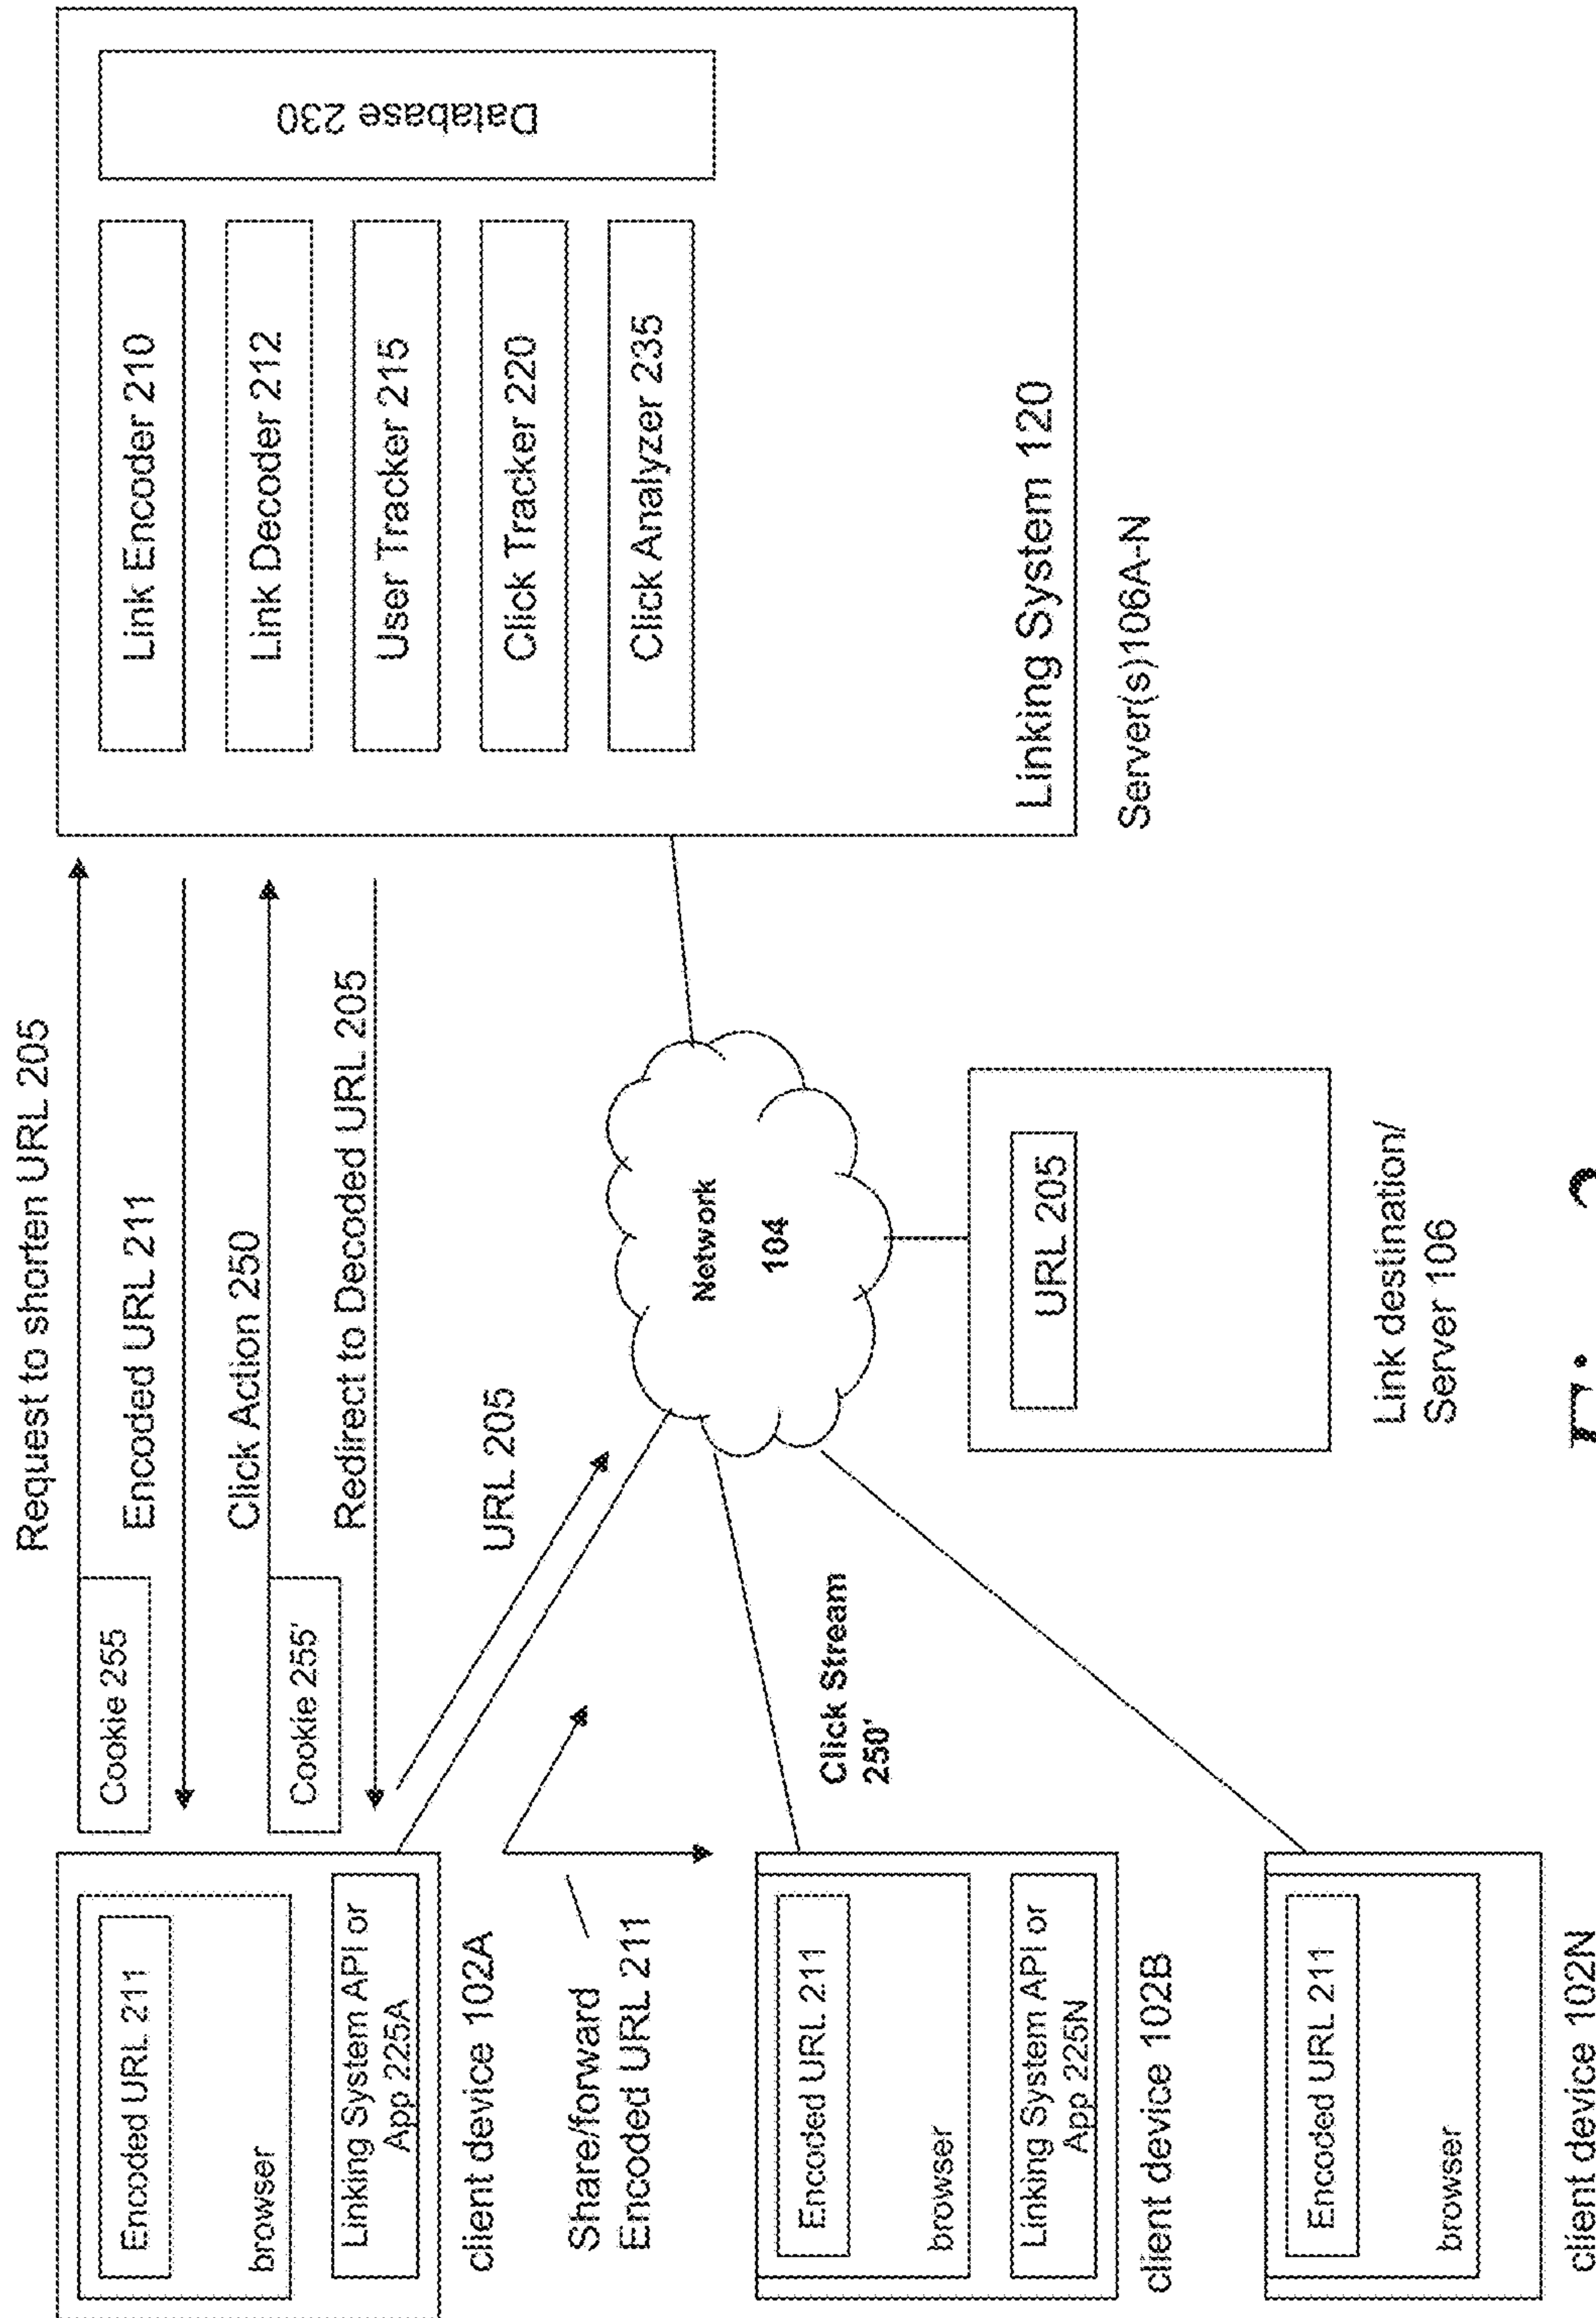 Request to shorten URL 205
Cookie 255
Encoded URL 211
Click Action 250
Cookie 255'
Redirect to Decoded URL 205
Encoded URL 211
browser
Linking System API or
App 225A
client device 102A
URL 205
Share/forward
Encoded URL 211
Click Stream
250'
Encoded URL 211
browser
Linking System API or
App 225N
client device 102B
Encoded URL 211
browser
client device 102N
Network
104
URL 205
Link destination/
Server 106
Link Encoder 210
Link Decoder 212
User Tracker 215
Click Tracker 220
Click Analyzer 235
Database 230
Linking System 120
Server(s)106A-N